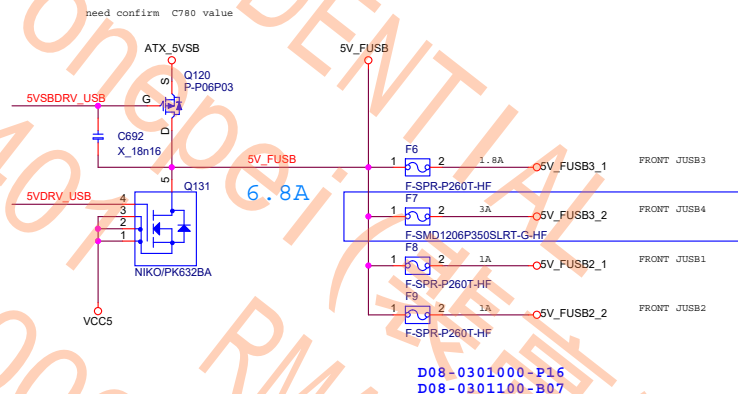 need confirm C780 value
ATX_5VSB
5V_FUSB
S
Q120
P-P06P03
5VSBDRV_USB
G
C692
X_18n16
D
5V_FUSB
F6
1
2
1.8A
5V_FUSB3_1
FRONT JUSB3
F-SPR-P260T-HF
5
Q131
6.8A
5VDRV_USB
4
3
2
1
NIKO/PK632BA
VCC5
F7
1
2
3A
5V_FUSB3_2
FRONT JUSB4
F-SMD1206P350SLRT-G-HF
F8
1
2
1A
5V_FUSB2_1
FRONT JUSB1
F-SPR-P260T-HF
F9
1
2
1A
5V_FUSB2_2
FRONT JUSB2
F-SPR-P260T-HF
D08-0301000-P16
D08-0301100-B07
DENTIAL